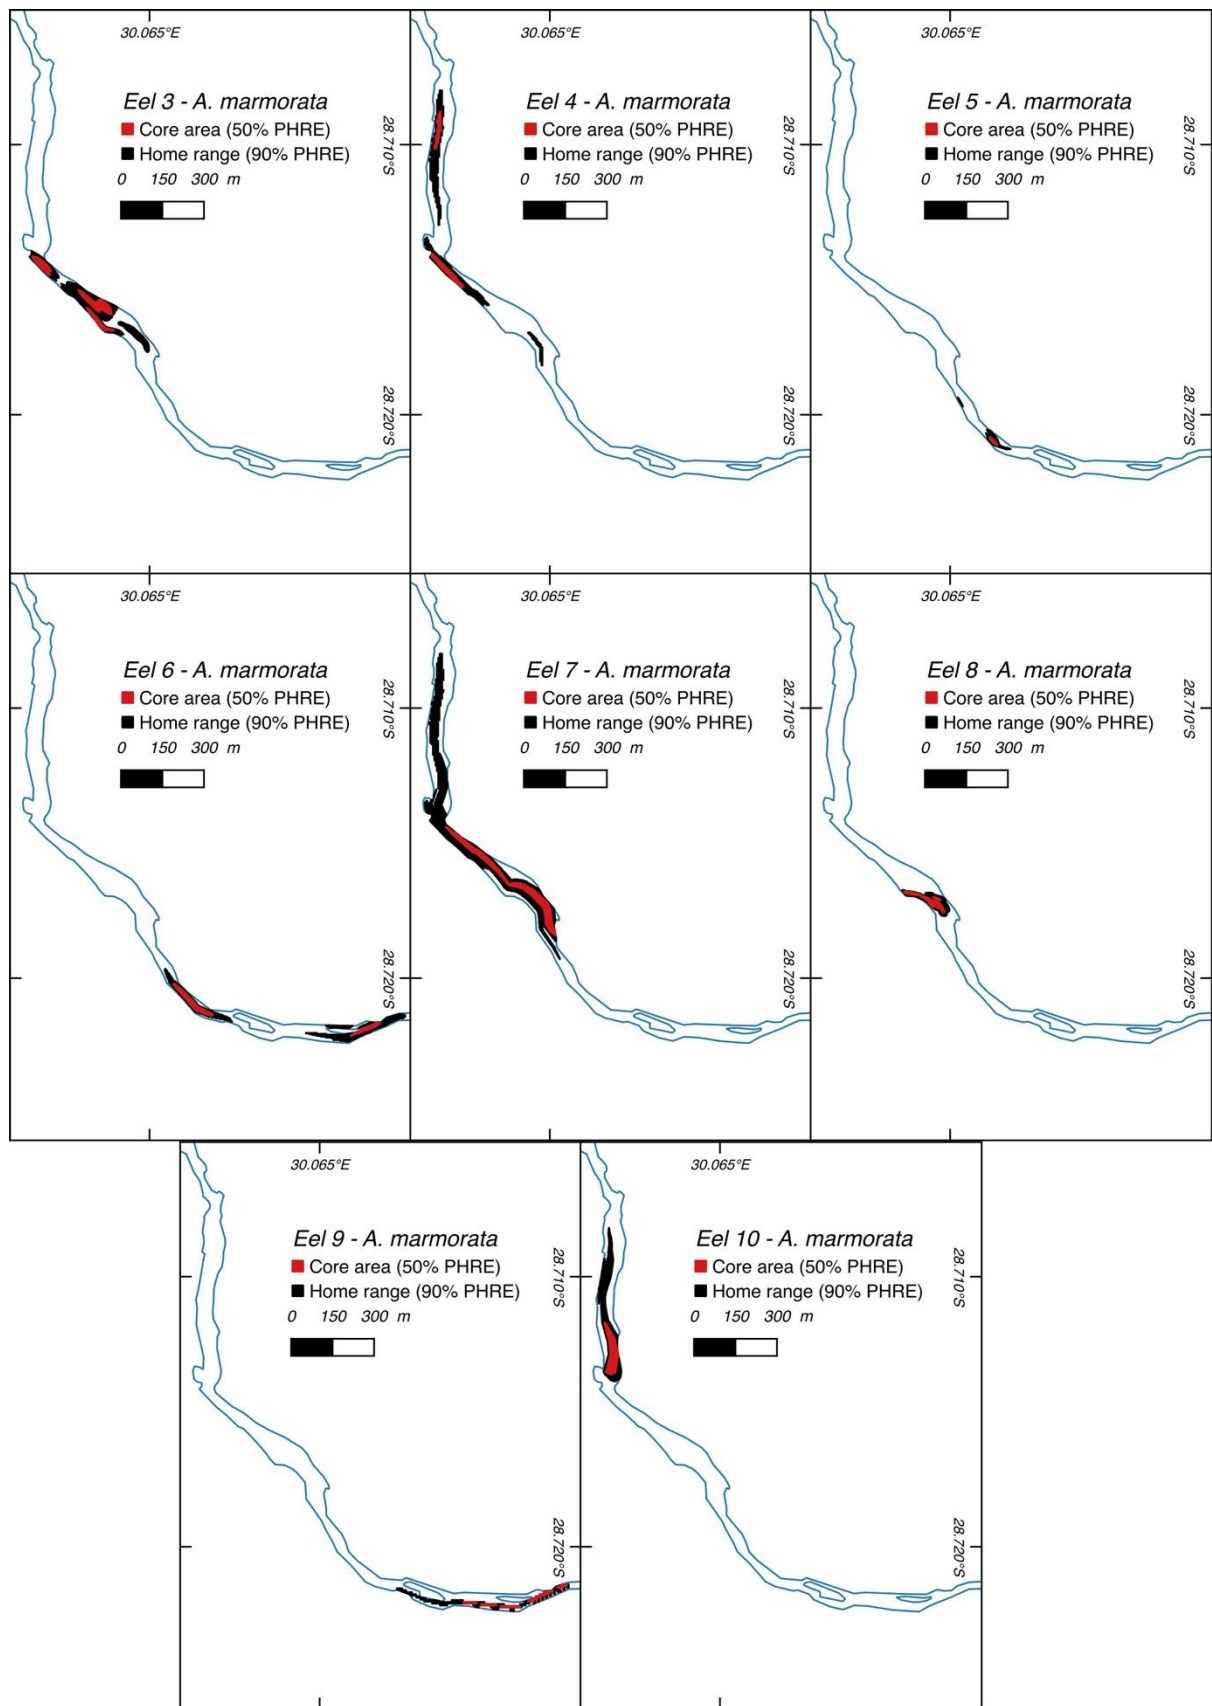 30.065°E
Eel 3 - A. marmorata
Core area (50% PHRE)
Home range (90% PHRE)
0 150 300 m
28.710°S
28.720°S
30.065°E
Eel 4 - A. marmorata
Core area (50% PHRE)
Home range (90% PHRE)
0 150 300 m
28.710°S
28.720°S
30.065°E
Eel 5 - A. marmorata
Core area (50% PHRE)
Home range (90% PHRE)
0 150 300 m
28.710°S
28.720°S
30.065°E
Eel 6 - A. marmorata
Core area (50% PHRE)
Home range (90% PHRE)
0 150 300 m
28.710°S
28.720°S
30.065°E
Eel 7 - A. marmorata
Core area (50% PHRE)
Home range (90% PHRE)
0 150 300 m
28.710°S
28.720°S
30.065°E
Eel 8 - A. marmorata
Core area (50% PHRE)
Home range (90% PHRE)
0 150 300 m
28.710°S
28.720°S
30.065°E
Eel 9 - A. marmorata
Core area (50% PHRE)
Home range (90% PHRE)
0 150 300 m
28.710°S
28.720°S
30.065°E
Eel 10 - A. marmorata
Core area (50% PHRE)
Home range (90% PHRE)
0 150 300 m
28.710°S
28.720°S